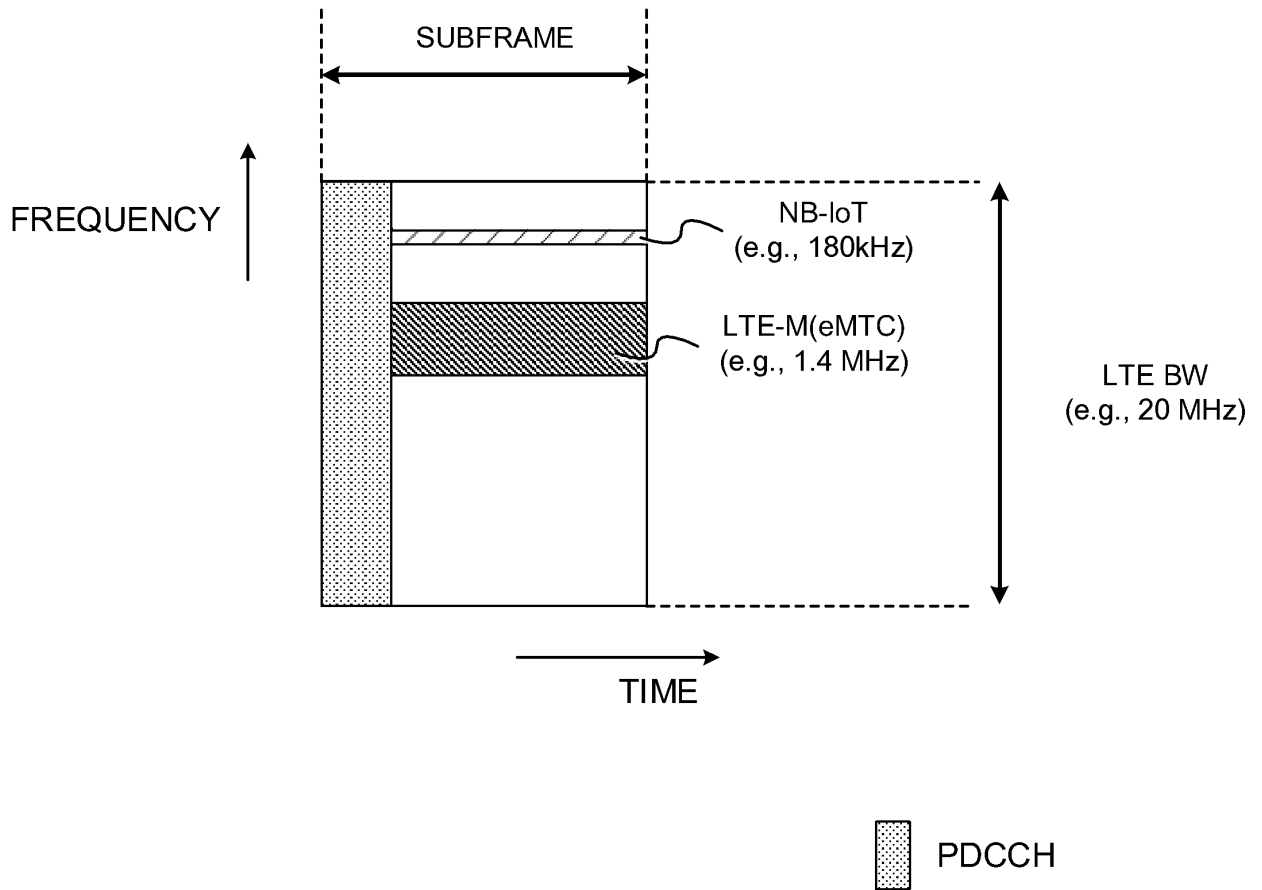 SUBFRAME
FREQUENCY
NB-IoT
(e.g., 180kHz)
LTE-M(eMTC)
(e.g., 1.4 MHz)
LTE BW
(e.g., 20 MHz)
TIME
PDCCH